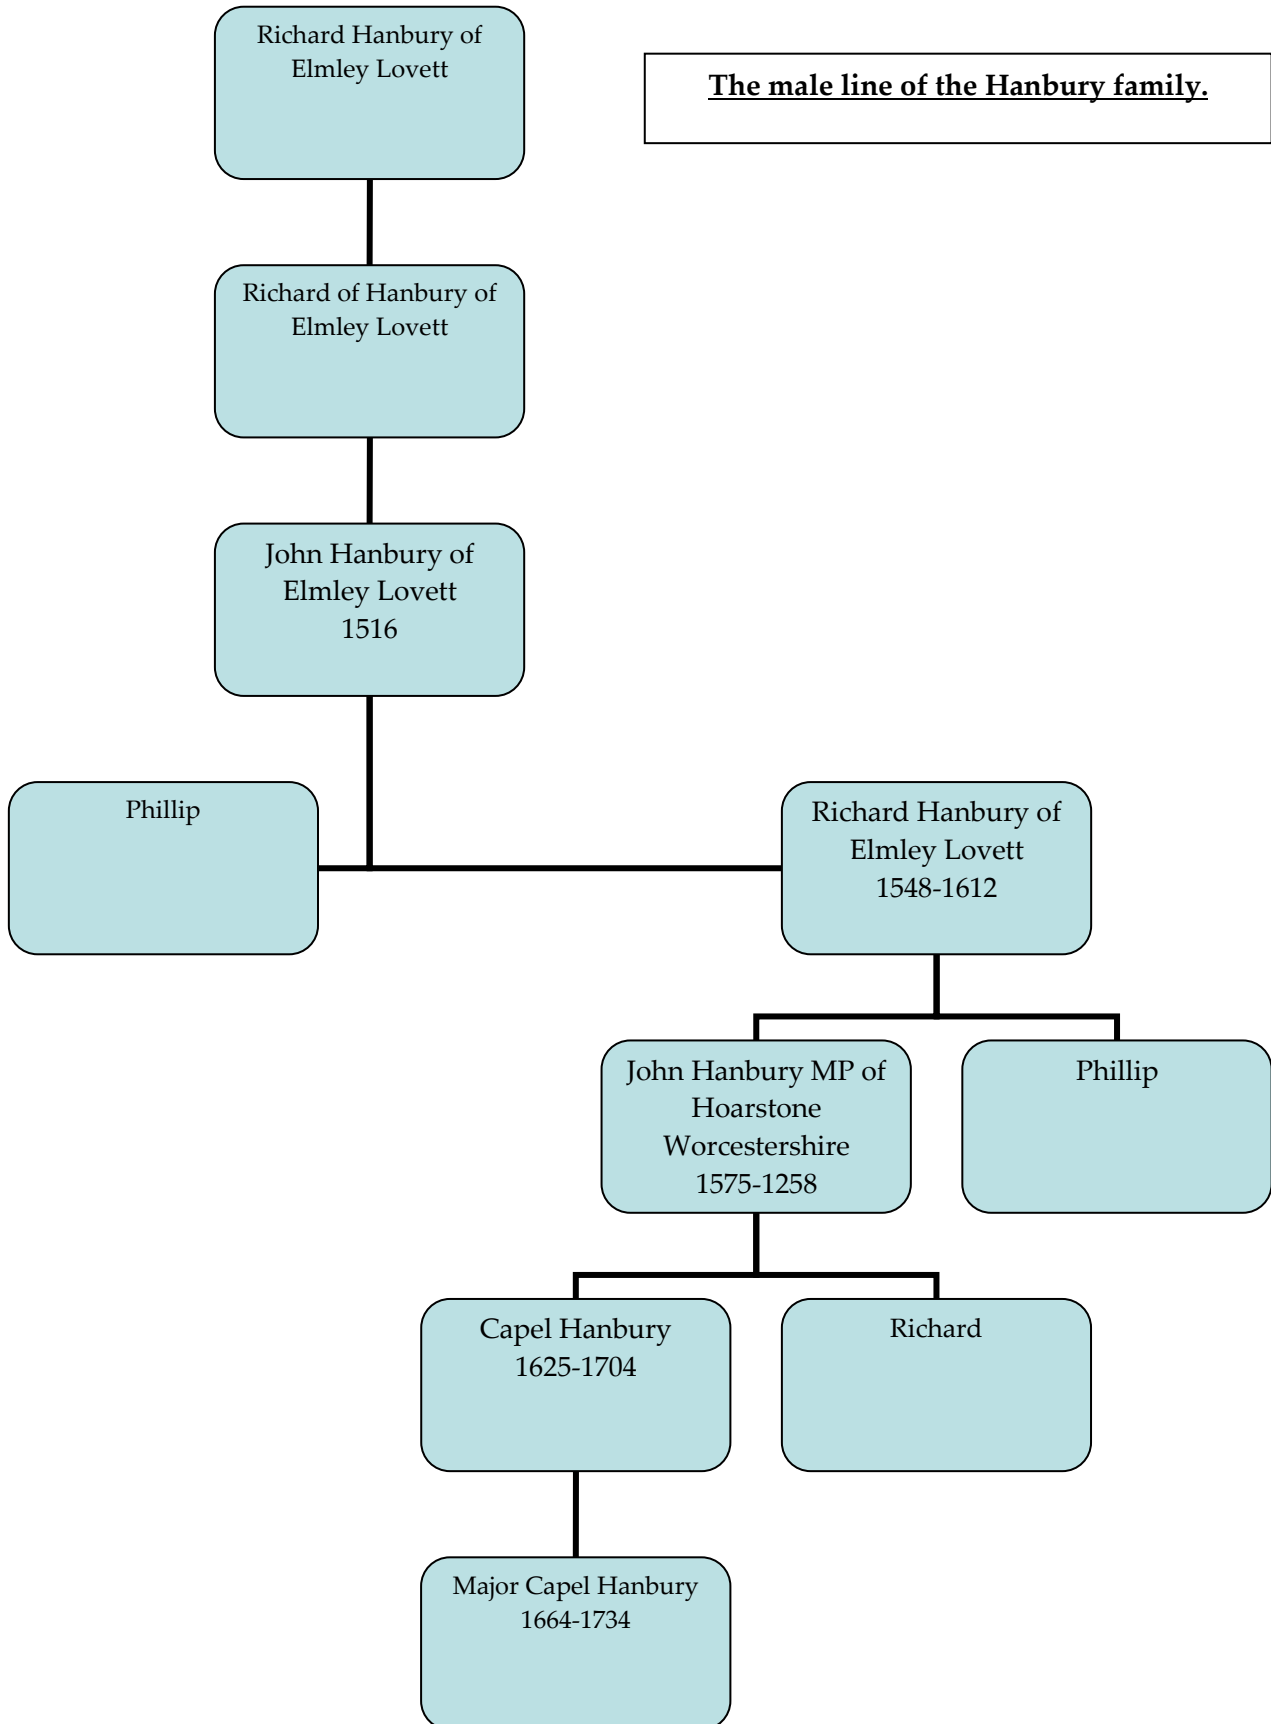 Richard Hanbury of
Elmley Lovett
The male line of the Hanbury family.
Richard of Hanbury of
Elmley Lovett
John Hanbury of
Elmley Lovett
1516
Phillip
Richard Hanbury of
Elmley Lovett
1548-1612
John Hanbury MP of
Hoarstone
Worcestershire
1575-1258
Phillip
Capel Hanbury
1625-1704
Richard
Major Capel Hanbury
1664-1734